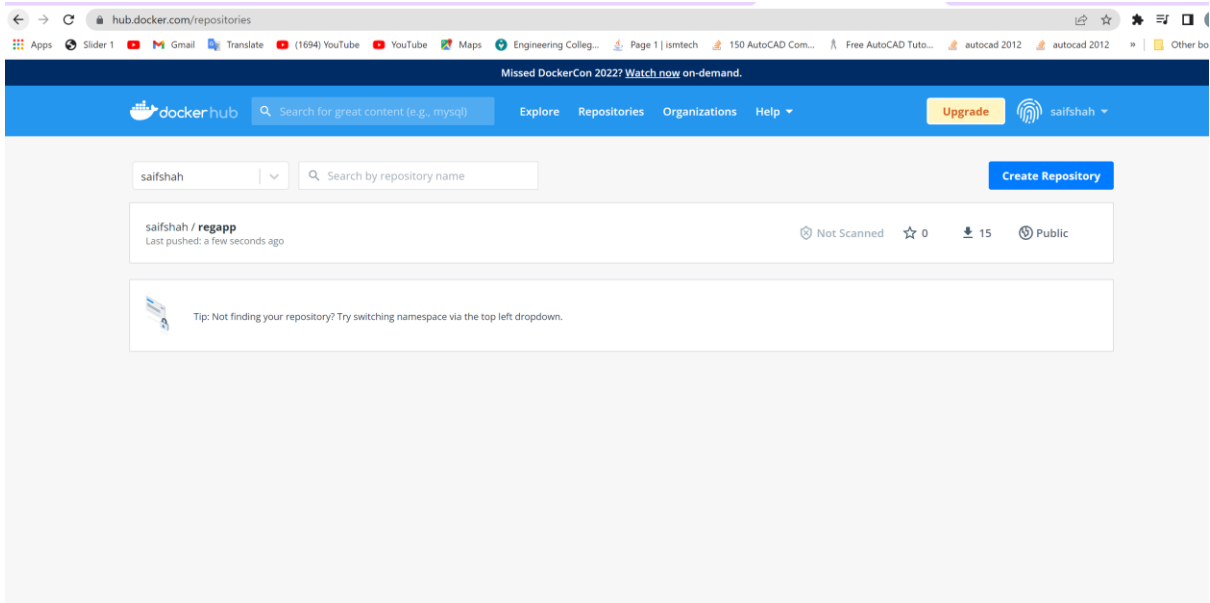 hub.docker.com/repositories
Apps Slider 1 Gmail Translate (1694) YouTube YouTube Maps Engineering Colleg... Page 1 | ismtech 150 AutoCAD Com... Free AutoCAD Tuto... autocad 2012 autocad 2012 » Other bo
Missed DockerCon 2022? Watch now on-demand.
dockerhub Search for great content (e.g., mysql) Explore Repositories Organizations Help Upgrade saifshah
saifshah Search by repository name Create Repository
saifshah / regapp
Last pushed: a few seconds ago
Not Scanned 0 15 Public
Tip: Not finding your repository? Try switching namespace via the top left dropdown.